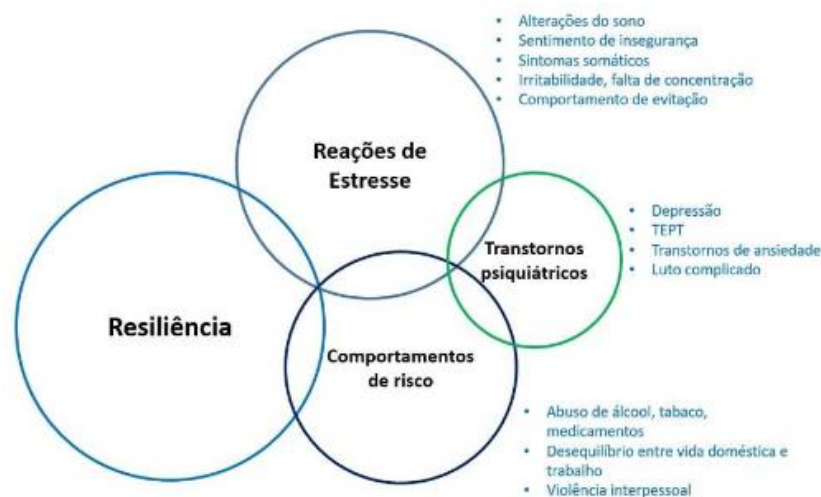 • Alterações do sono
• Sentimento de insegurança
• Sintomas somáticos
• Irritabilidade, falta de concentração
• Comportamento de evitação
Reações de
Estresse
• Depressão
• TEPT
• Transtornos de ansiedade
• Luto complicado
Transtornos
psiquiátricos
Resiliência
Comportamentos
de risco
• Abuso de álcool, tabaco,
medicamentos
• Desequilíbrio entre vida doméstica e
trabalho
• Violência interpessoal